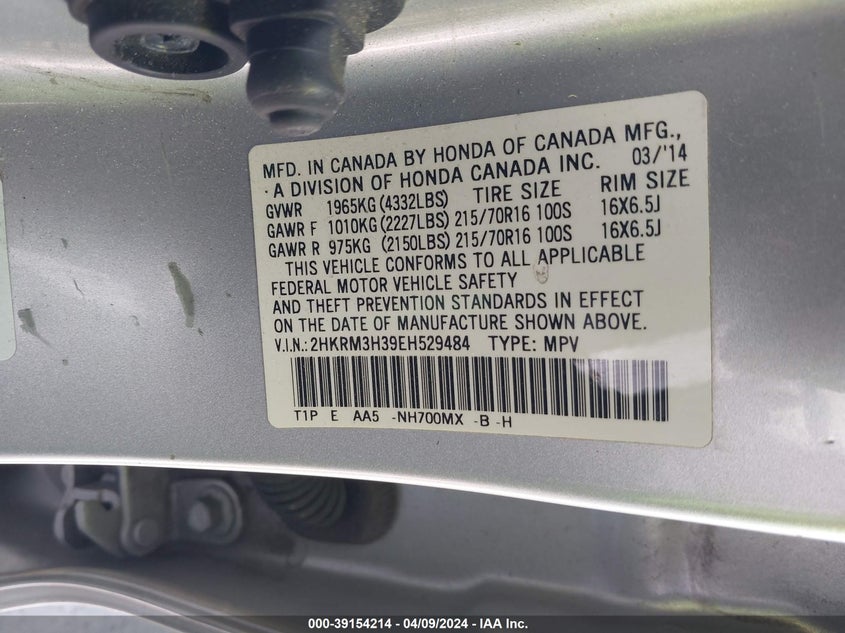 MFD. IN CANADA BY HONDA OF CANADA MFG.,
A DIVISION OF HONDA CANADA INC. 03/'14
GVWR 1965KG(4332LBS) TIRE SIZE RIM SIZE
GAWR F 1010KG(2227LBS) 215/70R16 100S 16X6.5J
GAWR R 975KG (2150LBS) 215/70R16 100S 16X6.5J
THIS VEHICLE CONFORMS TO ALL APPLICABLE
FEDERAL MOTOR VEHICLE SAFETY
AND THEFT PREVENTION STANDARDS IN EFFECT
ON THE DATE OF MANUFACTURE SHOWN ABOVE.
V.I.N.: 2HKRM3H39EH529484 TYPE: MPV
T1P E AA5 -NH700MX -B -H
000-39154214 - 04/09/2024 - IAA Inc.